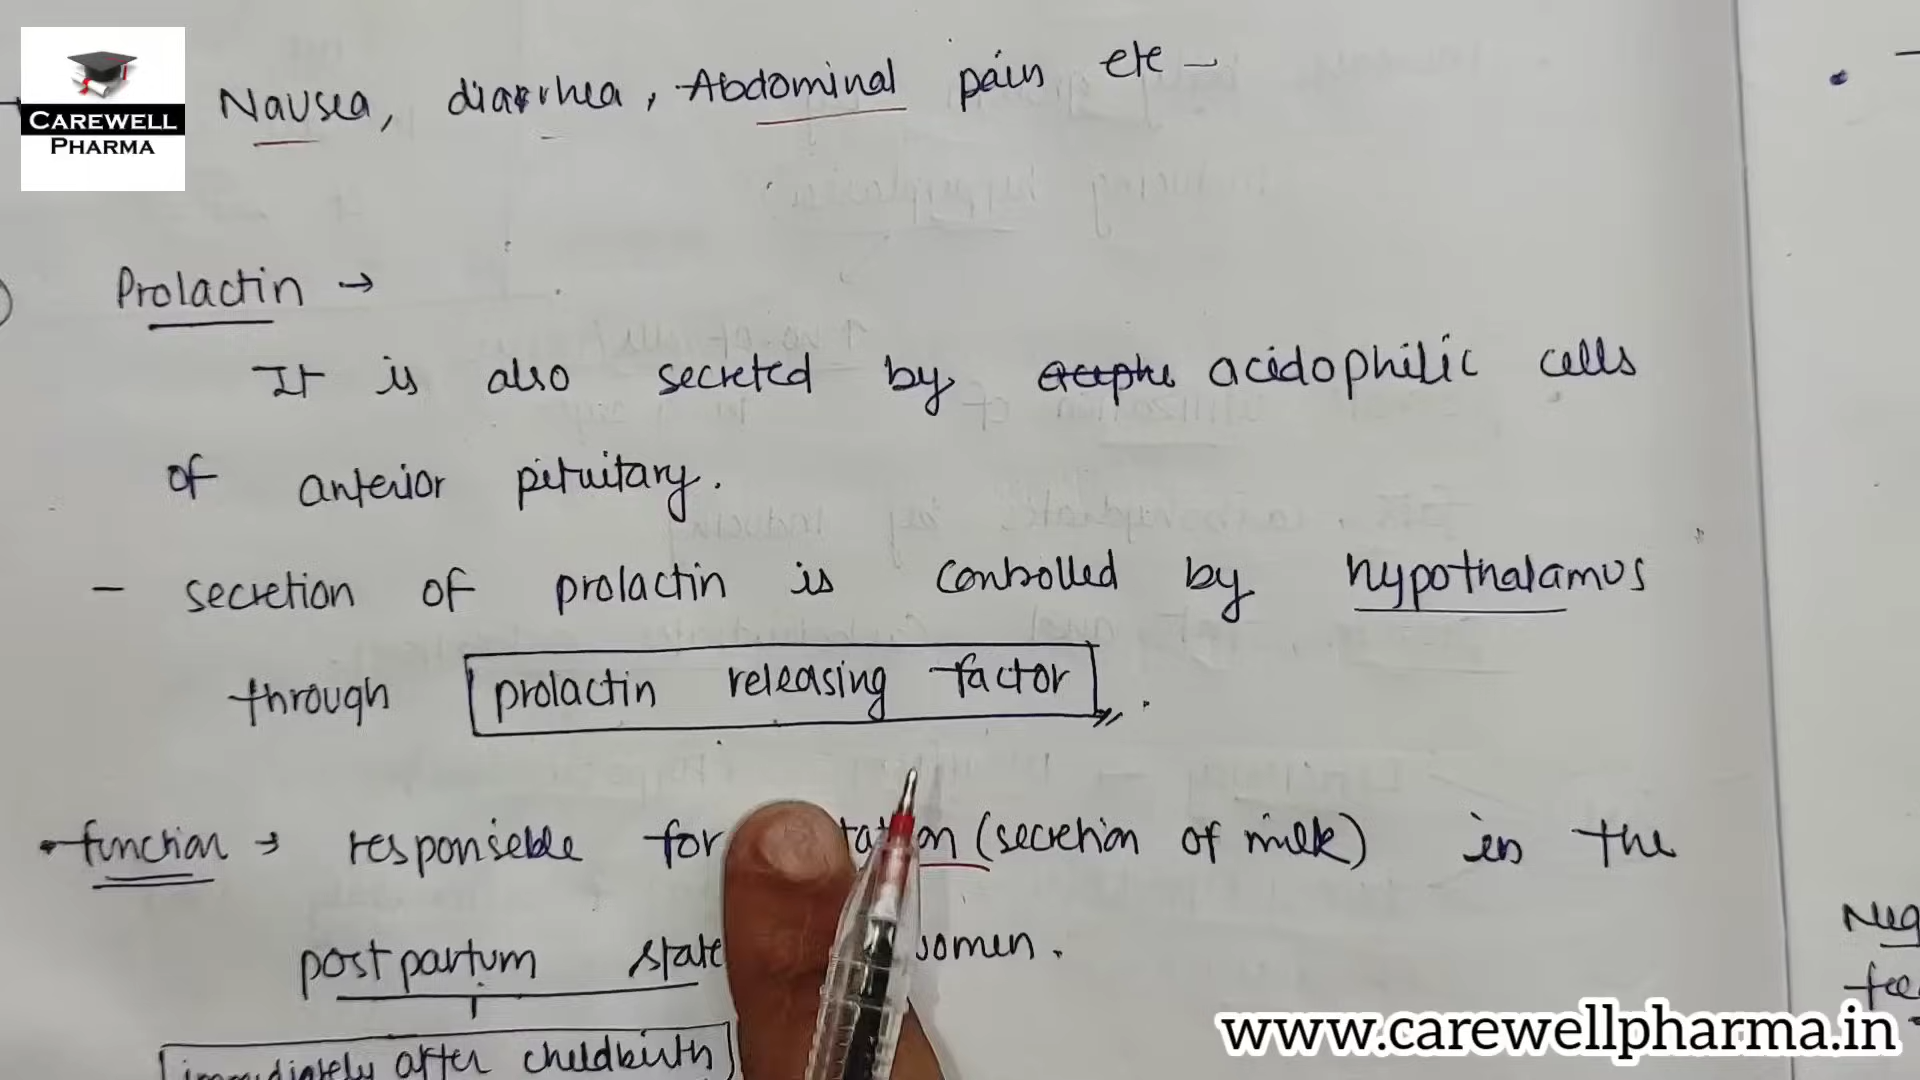 CAREWELL
PHARMA
Nausea, diarrhea, Abdominal pain etc -
Prolactin →
It is also secreted by acidophilic cells
of anterior pituitary.
- secretion of prolactin is controlled by hypothalamus
through prolactin releasing factor.
function → responsible for (secretion of milk) in the
postpartum state women.
immediately after childbirth
www.carewellpharma.in